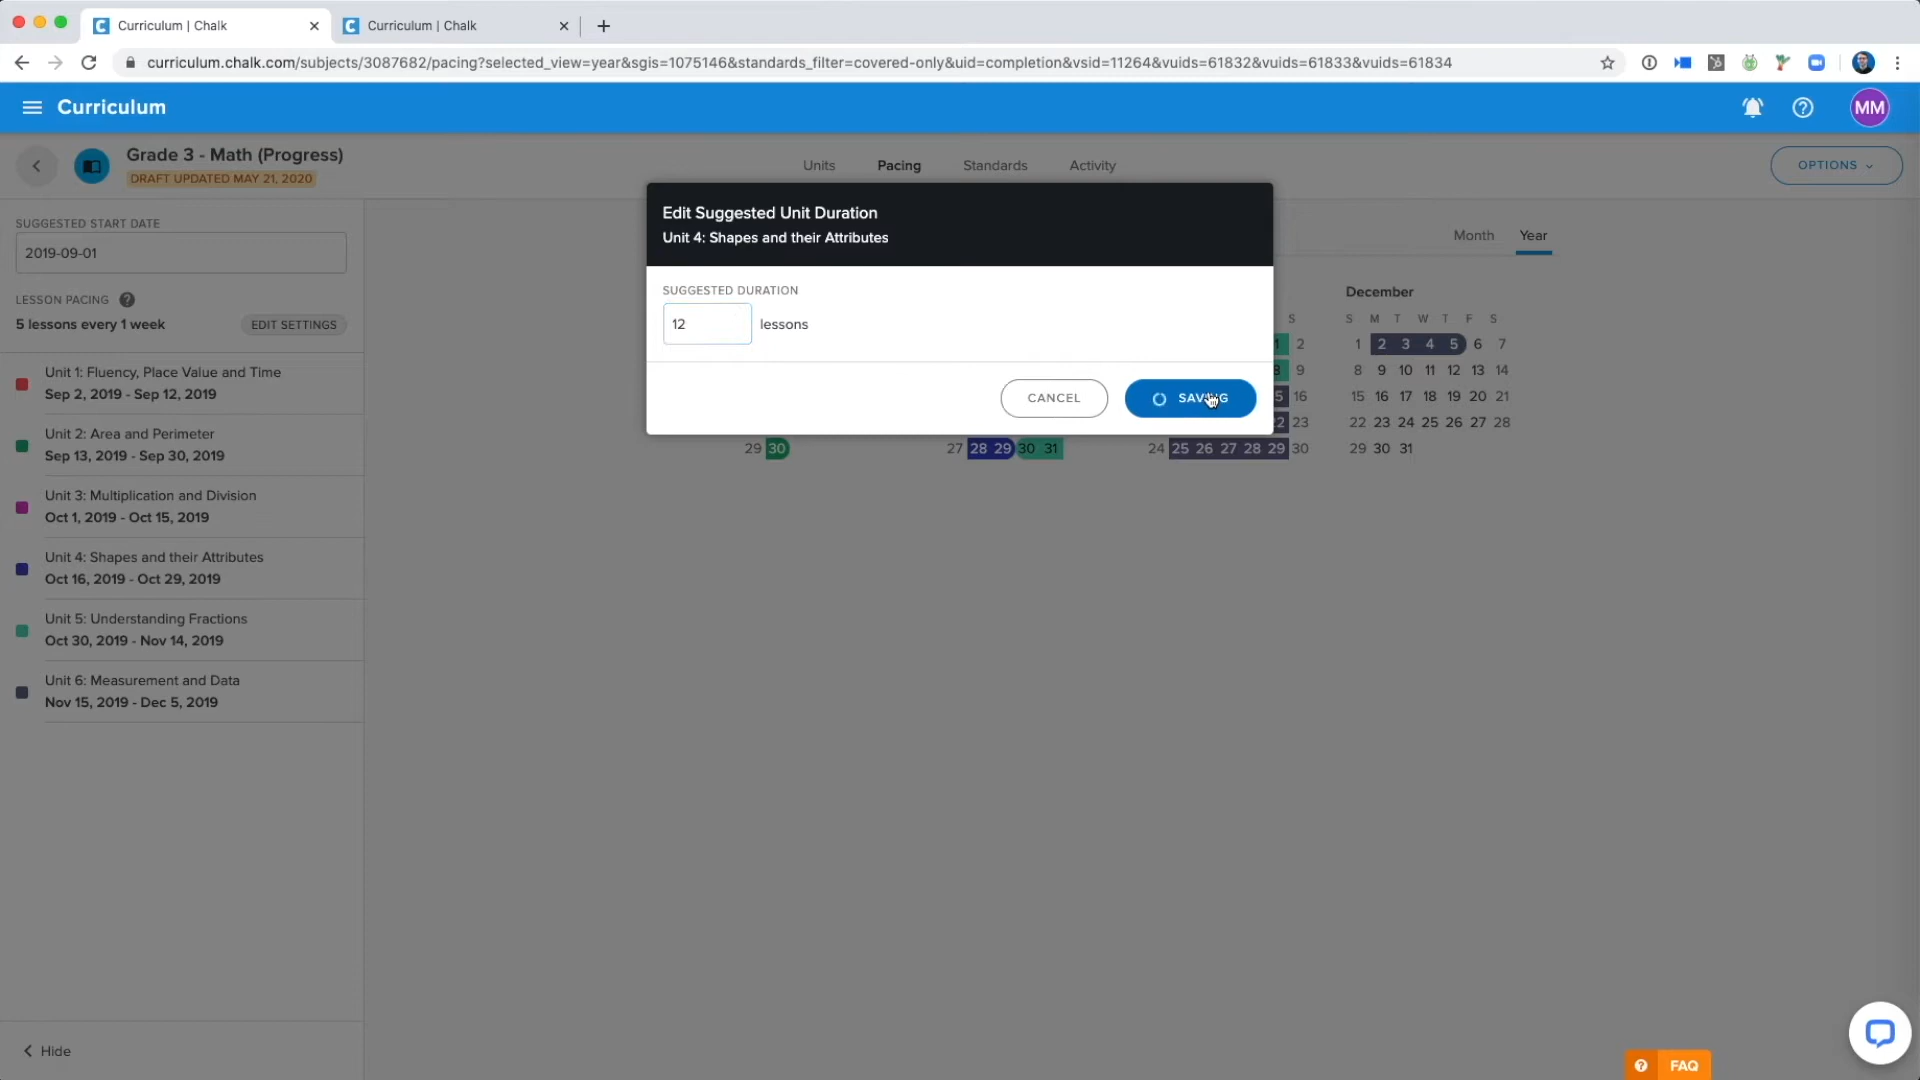 Curriculum | Chalk
Curriculum | Chalk
curriculum.chalk.com/subjects/3087682/pacing?selected_view=year&sgis=1075146&standards_filter=covered-only&uid=completion&vsid=11264&vuids=61832&vuids=61833&vuids=61834
Curriculum
MM
Grade 3 - Math (Progress)
DRAFT UPDATED MAY 21, 2020
Units Pacing Standards Activity
OPTIONS
SUGGESTED START DATE
2019-09-01
LESSON PACING ?
5 lessons every 1 week
EDIT SETTINGS
Unit 1: Fluency, Place Value and Time
Sep 2, 2019 - Sep 12, 2019
Unit 2: Area and Perimeter
Sep 13, 2019 - Sep 30, 2019
Unit 3: Multiplication and Division
Oct 1, 2019 - Oct 15, 2019
Unit 4: Shapes and their Attributes
Oct 16, 2019 - Oct 29, 2019
Unit 5: Understanding Fractions
Oct 30, 2019 - Nov 14, 2019
Unit 6: Measurement and Data
Nov 15, 2019 - Dec 5, 2019
Hide
Edit Suggested Unit Duration
Unit 4: Shapes and their Attributes
SUGGESTED DURATION
12 lessons
CANCEL
SAVING
Month Year
29 30
27 28 29 30 31
S
1 2
8 9
5 16
2 23
24 25 26 27 28 29 30
December
S M T W T F S
1 2 3 4 5 6 7
8 9 10 11 12 13 14
15 16 17 18 19 20 21
22 23 24 25 26 27 28
29 30 31
? FAQ